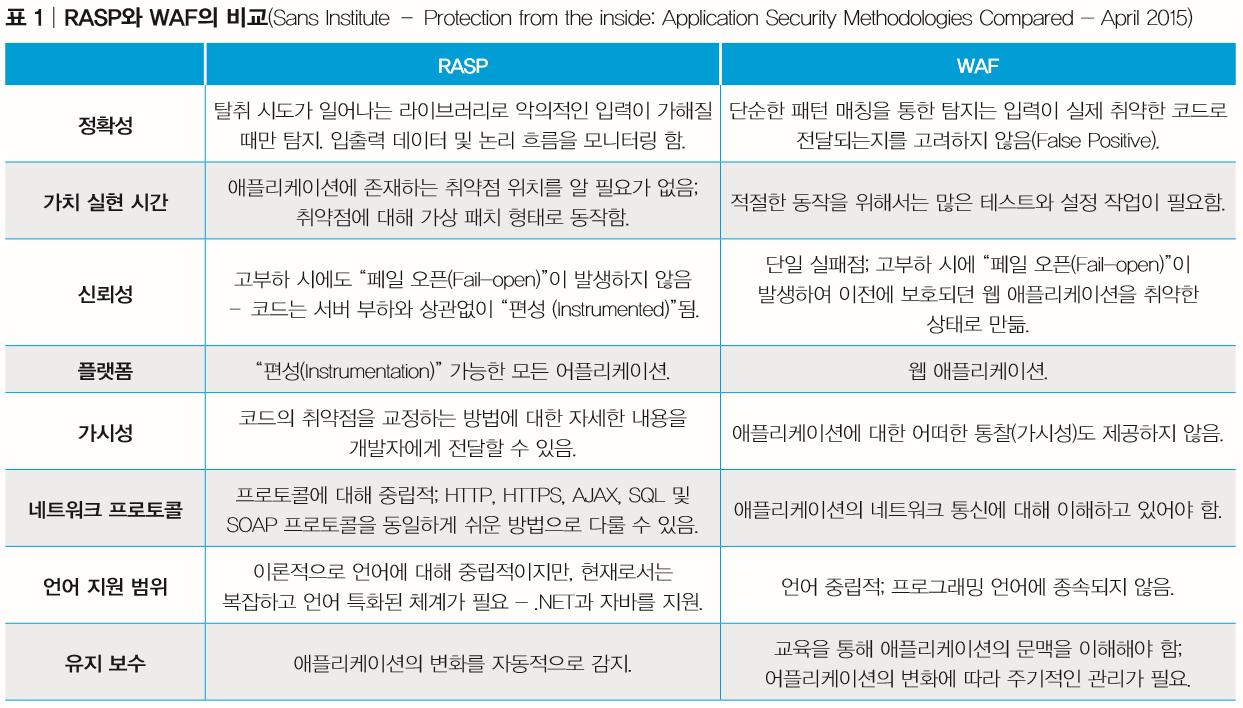 표 1 | RASP와 WAF의 비교(Sans Institute – Protection from the inside: Application Security Methodologies Compared – April 2015)
RASP
WAF
정확성
탈취 시도가 일어나는 라이브러리로 악의적인 입력이 가해질
때만 탐지. 입출력 데이터 및 논리 흐름을 모니터링 함.
단순한 패턴 매칭을 통한 탐지는 입력이 실제 취약한 코드로
전달되는지를 고려하지 않음(False Positive).
가치 실현 시간
애플리케이션에 존재하는 취약점 위치를 알 필요가 없음;
취약점에 대해 가상 패치 형태로 동작함.
적절한 동작을 위해서는 많은 테스트와 설정 작업이 필요함.
신뢰성
고부하 시에도 “페일 오픈(Fail–open)”이 발생하지 않음
– 코드는 서버 부하와 상관없이 “편성 (Instrumented)”됨.
단일 실패점; 고부하 시에 “페일 오픈(Fail–open)”이
발생하여 이전에 보호되던 웹 애플리케이션을 취약한
상태로 만듦.
플랫폼
“편성(Instrumentation)” 가능한 모든 어플리케이션.
웹 애플리케이션.
가시성
코드의 취약점을 교정하는 방법에 대한 자세한 내용을
개발자에게 전달할 수 있음.
애플리케이션에 대한 어떠한 통찰(가시성)도 제공하지 않음.
네트워크 프로토콜
프로토콜에 대해 중립적; HTTP, HTTPS, AJAX, SQL 및
SOAP 프로토콜을 동일하게 쉬운 방법으로 다룰 수 있음.
애플리케이션의 네트워크 통신에 대해 이해하고 있어야 함.
언어 지원 범위
이론적으로 언어에 대해 중립적이지만, 현재로서는
복잡하고 언어 특화된 체계가 필요 – .NET과 자바를 지원.
언어 중립적; 프로그래밍 언어에 종속되지 않음.
유지 보수
애플리케이션의 변화를 자동적으로 감지.
교육을 통해 애플리케이션의 문맥을 이해해야 함;
어플리케이션의 변화에 따라 주기적인 관리가 필요.